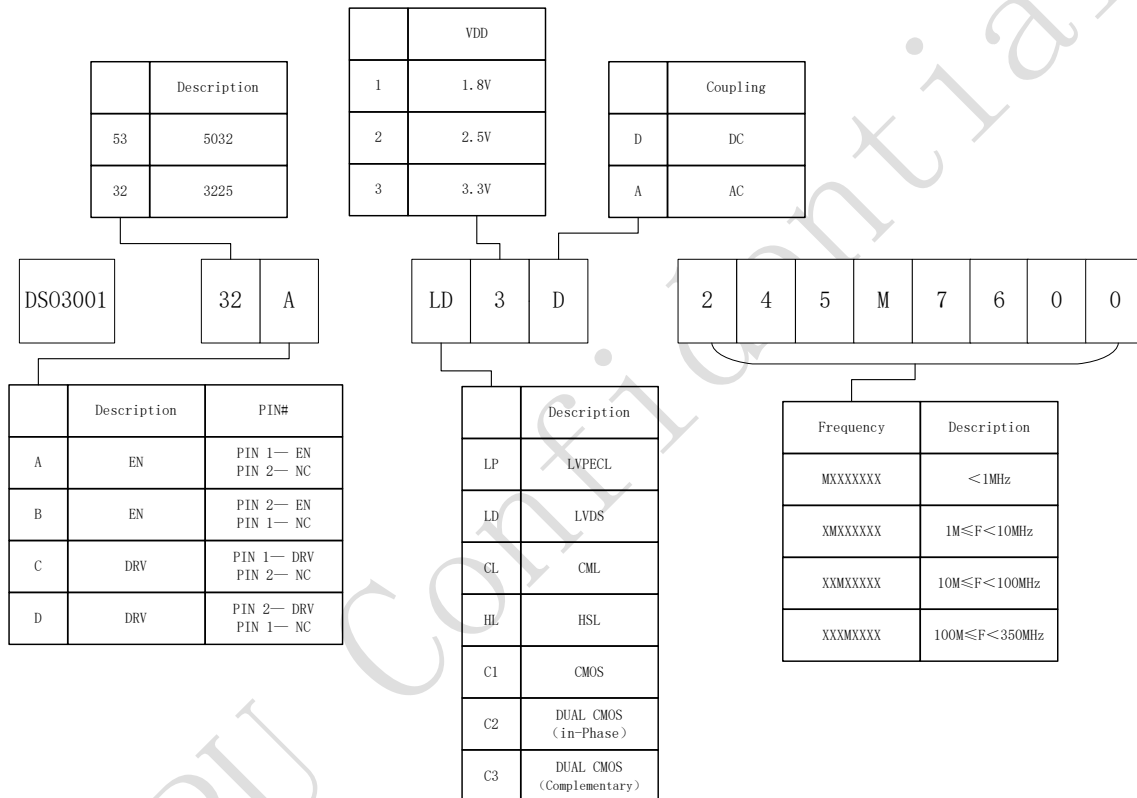 VDD
1 1.8V
2 2.5V
3 3.3V
Description
53 5032
32 3225
Coupling
D DC
A AC
DSO3001 32 A LD 3 D 2 4 5 M 7 6 0 0
Description PIN#
A EN PIN 1— EN
PIN 2— NC
B EN PIN 2— EN
PIN 1— NC
C DRV PIN 1— DRV
PIN 2— NC
D DRV PIN 2— DRV
PIN 1— NC
Description
LP LVPECL
LD LVDS
CL CML
HL HSL
C1 CMOS
C2 DUAL CMOS
(in-Phase)
C3 DUAL CMOS
(Complementary)
Frequency Description
MXXXXXXX <1MHz
XMXXXXXX 1M≤F<10MHz
XXMXXXXX 10M≤F<100MHz
XXXMXXXX 100M≤F<350MHz
Confidential